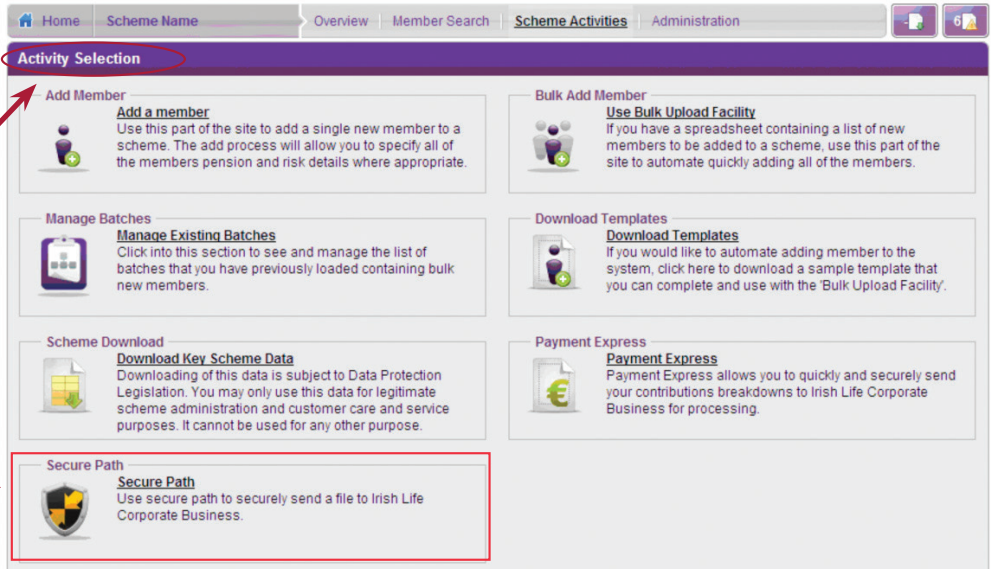 Home Scheme Name Overview Member Search Scheme Activities Administration - 6
Activity Selection
Add Member
Add a member
Use this part of the site to add a single new member to a
scheme. The add process will allow you to specify all of
the members pension and risk details where appropriate.
Bulk Add Member
Use Bulk Upload Facility
If you have a spreadsheet containing a list of new
members to be added to a scheme, use this part of the
site to automate quickly adding all of the members.
Manage Batches
Manage Existing Batches
Click into this section to see and manage the list of
batches that you have previously loaded containing bulk
new members.
Download Templates
Download Templates
If you would like to automate adding member to the
system, click here to download a sample template that
you can complete and use with the 'Bulk Upload Facility'.
Scheme Download
Download Key Scheme Data
Downloading of this data is subject to Data Protection
Legislation. You may only use this data for legitimate
scheme administration and customer care and service
purposes. It cannot be used for any other purpose.
Payment Express
Payment Express
Payment Express allows you to quickly and securely send
your contributions breakdowns to Irish Life Corporate
Business for processing.
Secure Path
Secure Path
Use secure path to securely send a file to Irish Life
Corporate Business.